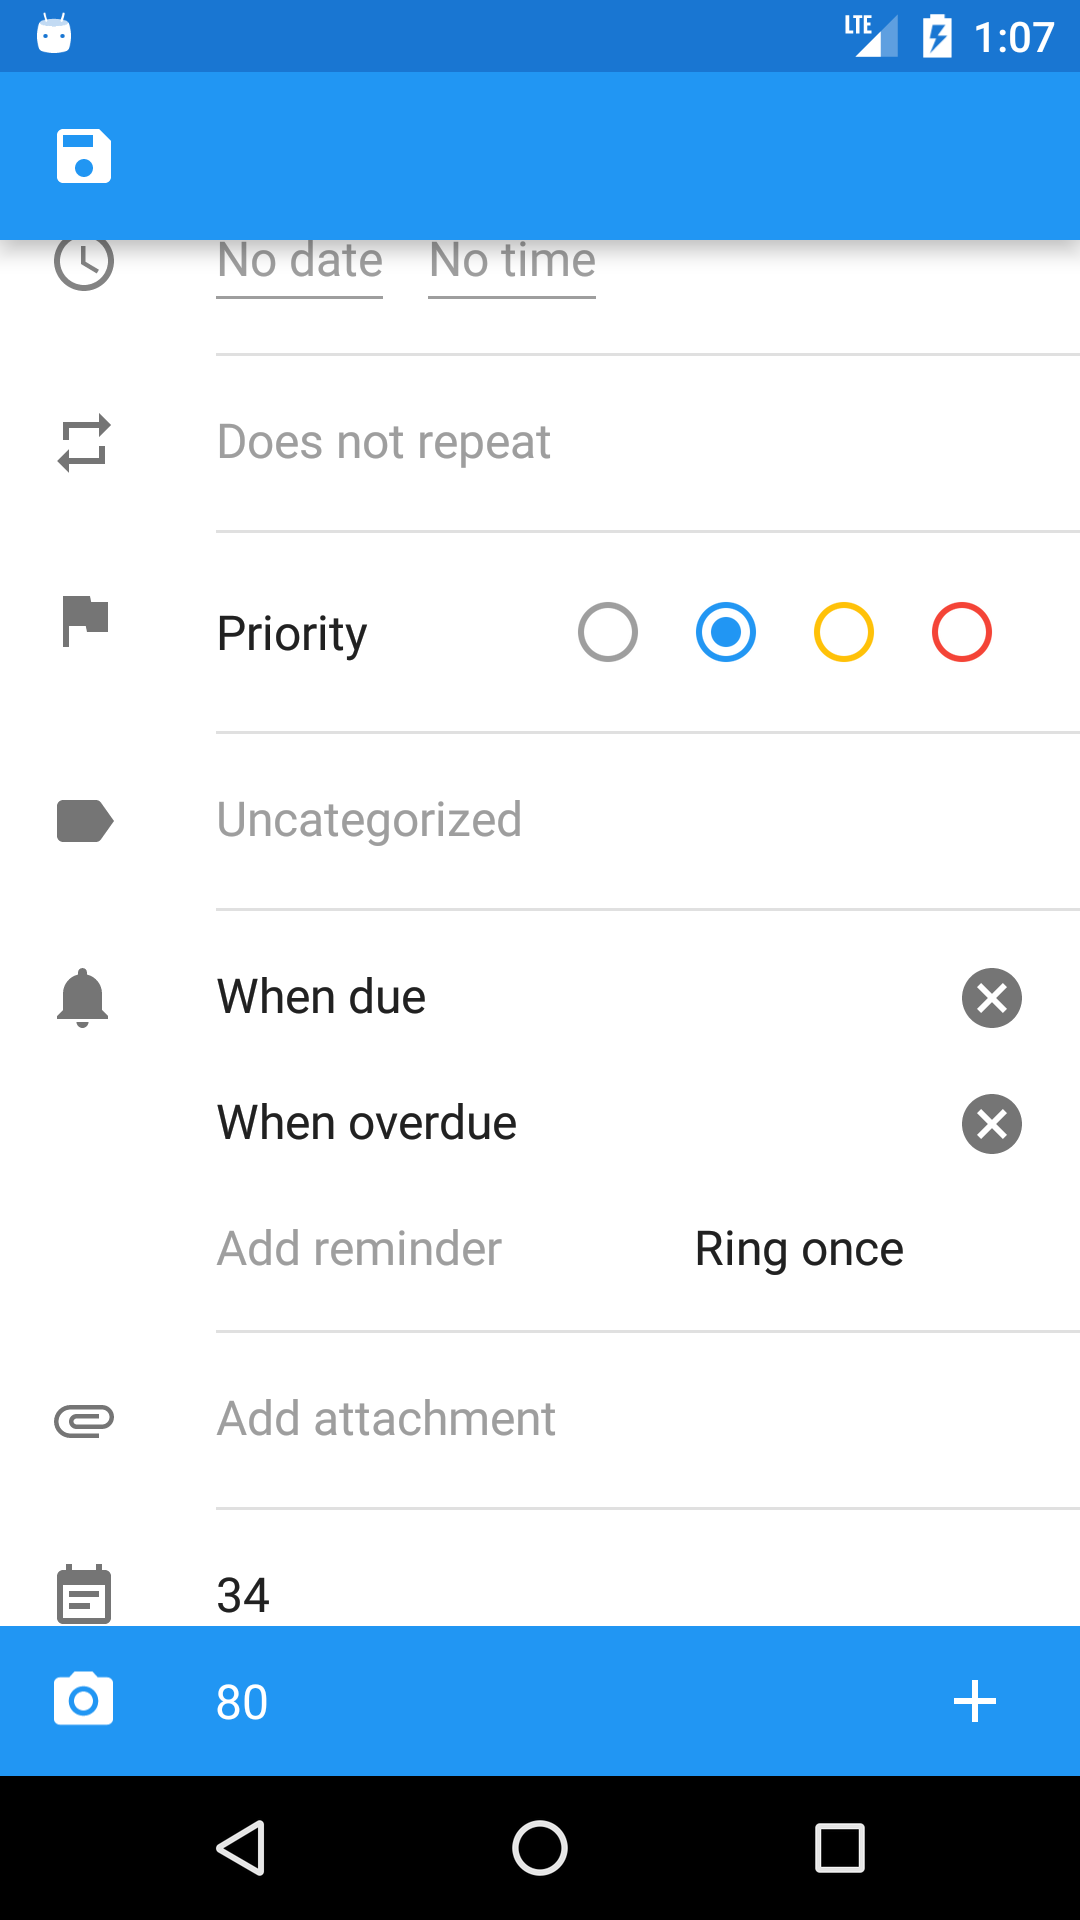 LTE 1:07
No date No time
Does not repeat
Priority
Uncategorized
When due
When overdue
Add reminder Ring once
Add attachment
34
80